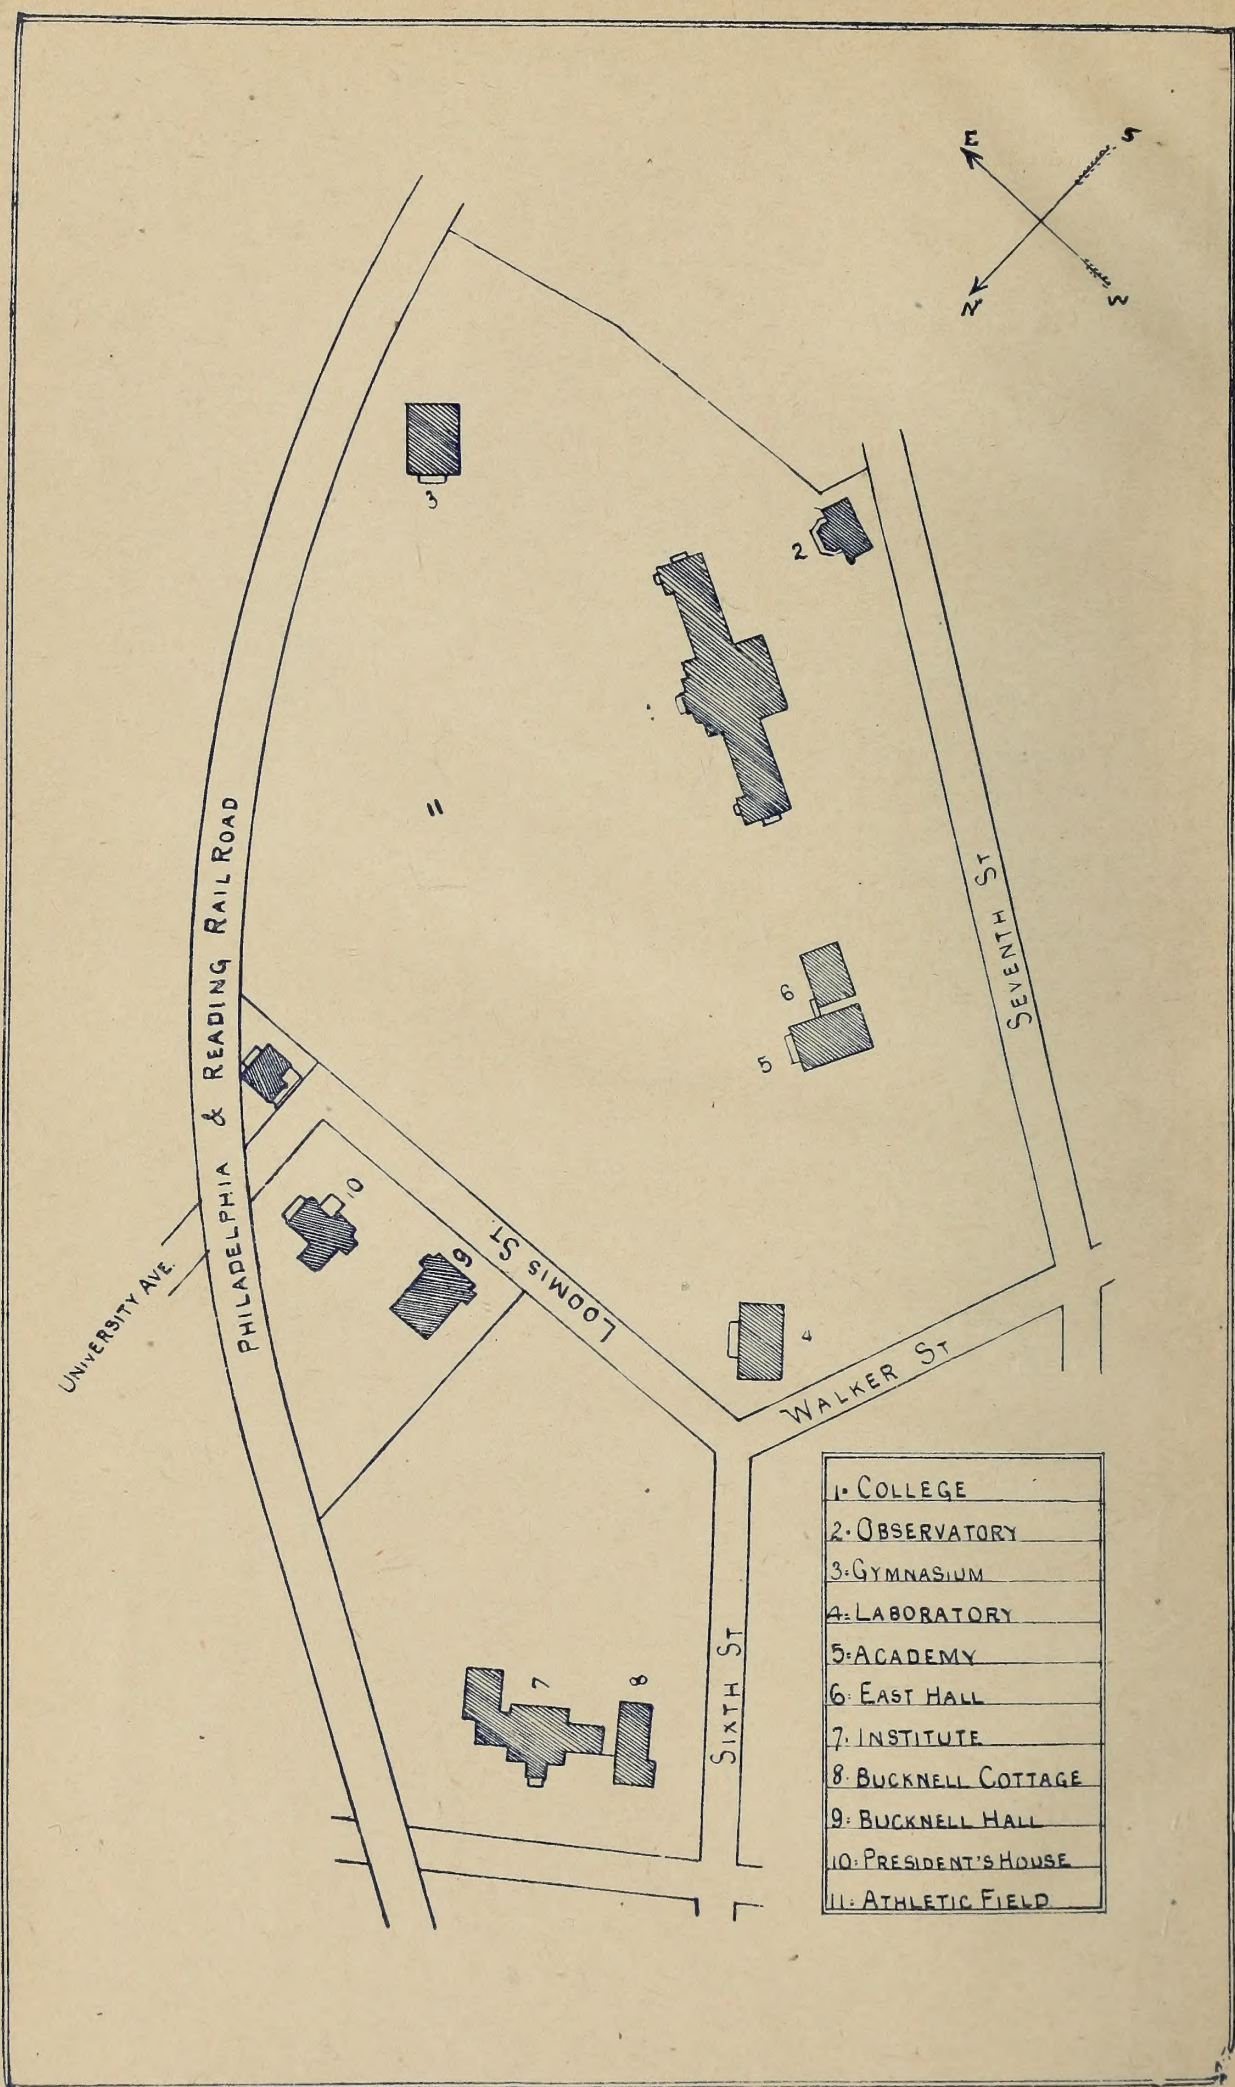 E
S
N
W
3
2
11
PHILADELPHIA & READING RAIL ROAD
SEVENTH ST
6
5
10
9
LOOMIS ST.
UNIVERSITY AVE.
4
WALKER ST
7
8
SIXTH ST
1. COLLEGE
2. OBSERVATORY
3. GYMNASIUM
4. LABORATORY
5. ACADEMY
6. EAST HALL
7. INSTITUTE
8. BUCKNELL COTTAGE
9. BUCKNELL HALL
10. PRESIDENT'S HOUSE
11. ATHLETIC FIELD